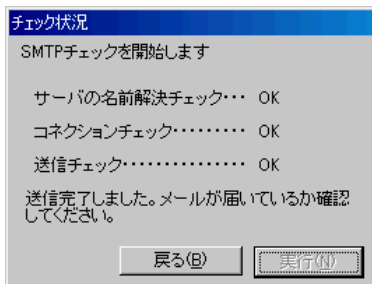 チェック状況
SMTPチェックを開始します
サーバの名前解決チェック･･･ OK
コネクションチェック･････････ OK
送信チェック･･･････････････ OK
送信完了しました。メールが届いているか確認
してください。
戻る(B) 実行(N)